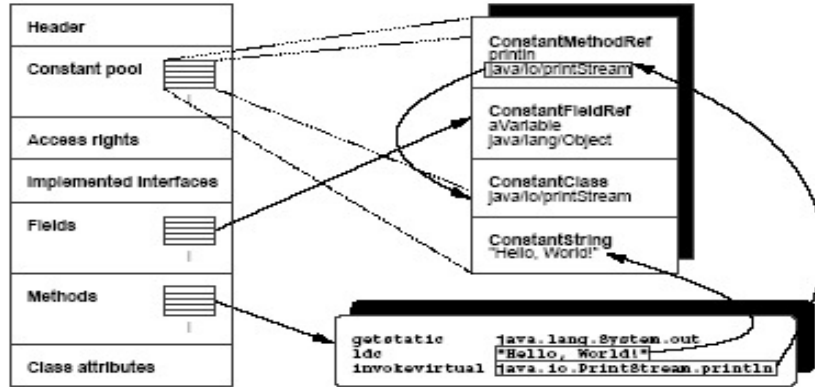 Header
Constant pool
Access rights
Implemented Interfaces
Fields
Methods
Class attributes
ConstantMethodRef
println
java/io/printStream
ConstantFieldRef
aVariable
java/lang/Object
ConstantClass
java/io/printStream
ConstantString
"Hello, World!"
getstatic java.lang.System.out
ldc "Hello, World!"
invokevirtual java.io.PrintStream.println